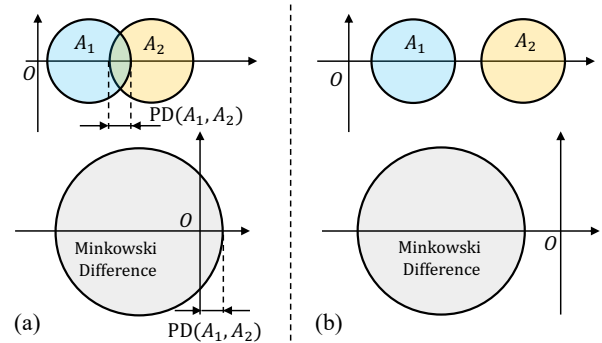 A₁ A₂
O
PD(A₁, A₂)
O
Minkowski
Difference
(a)
PD(A₁, A₂)
A₁ A₂
O
O
Minkowski
Difference
(b)